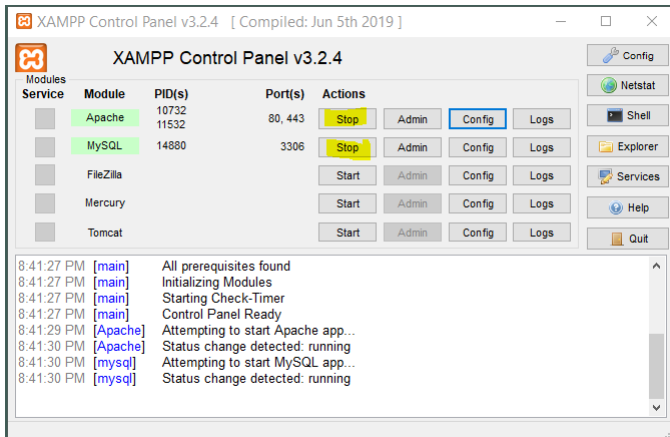 XAMPP Control Panel v3.2.4 [ Compiled: Jun 5th 2019 ]
XAMPP Control Panel v3.2.4
Config
Modules
Service Module PID(s) Port(s) Actions
Netstat
Apache 10732 11532 80, 443 Stop Admin Config Logs
Shell
MySQL 14880 3306 Stop Admin Config Logs
Explorer
FileZilla Start Admin Config Logs
Services
Mercury Start Admin Config Logs
Help
Tomcat Start Admin Config Logs
Quit
8:41:27 PM [main] All prerequisites found
8:41:27 PM [main] Initializing Modules
8:41:27 PM [main] Starting Check-Timer
8:41:27 PM [main] Control Panel Ready
8:41:29 PM [Apache] Attempting to start Apache app...
8:41:30 PM [Apache] Status change detected: running
8:41:30 PM [mysql] Attempting to start MySQL app...
8:41:30 PM [mysql] Status change detected: running